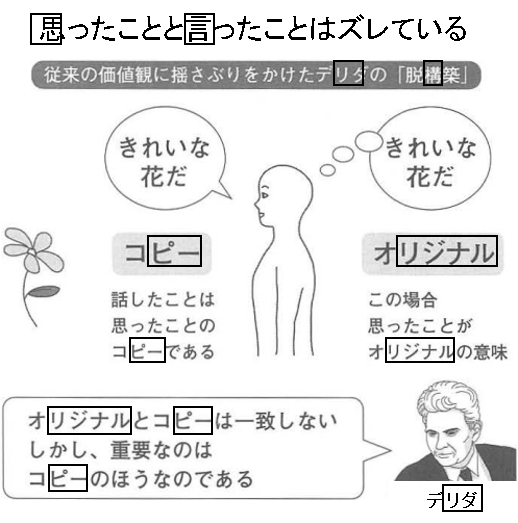 思ったことと言ったことはズレている
従来の価値観に揺さぶりをかけたデリダの「脱構築」
きれいな
花だ
きれいな
花だ
コピー
オリジナル
話したことは
思ったことの
コピーである
この場合
思ったことが
オリジナルの意味
オリジナルとコピーは一致しない
しかし、重要なのは
コピーのほうなのである
デリダ